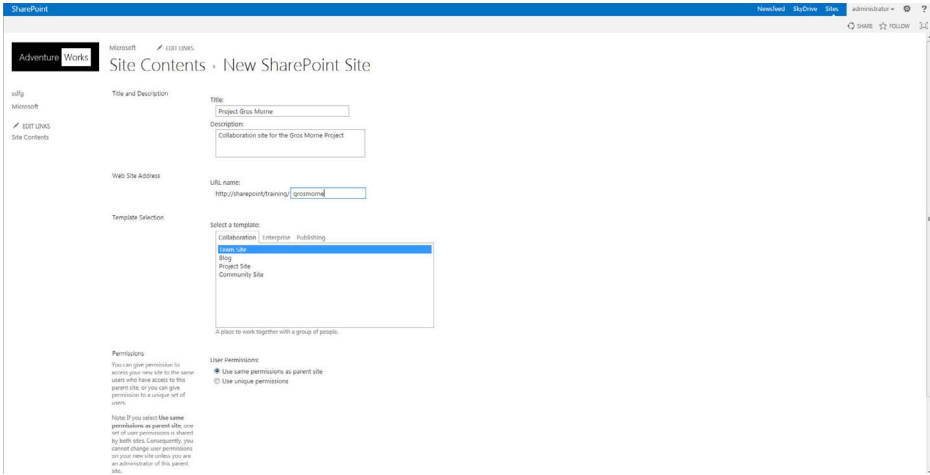 SharePoint
Newsfeed SkyDrive Sites administrator ?
SHARE FOLLOW
Adventure Works
Microsoft EDIT LINKS
Site Contents › New SharePoint Site
sdfg
Microsoft
EDIT LINKS
Site Contents
Title and Description
Title:
Project Gros Morne
Description:
Collaboration site for the Gros Morne Project
Web Site Address
URL name:
http://sharepoint/training/ grosmorne
Template Selection
Select a template:
Collaboration Enterprise Publishing
Team Site
Blog
Project Site
Community Site
A place to work together with a group of people.
Permissions
You can give permission to
access your new site to the same
users who have access to this
parent site, or you can give
permission to a unique set of
users.
Note: If you select Use same
permissions as parent site, one
set of user permissions is shared
by both sites. Consequently, you
cannot change user permissions
on your new site unless you are
an administrator of this parent
site.
User Permissions:
Use same permissions as parent site
Use unique permissions